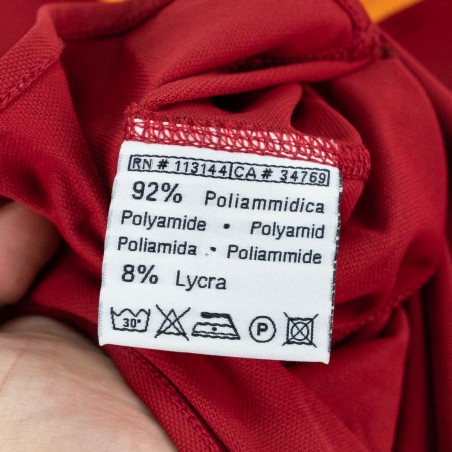 RN # 113144 CA # 34769
92% Poliammidica
Polyamide • Polyamid
Poliamida • Poliammide
8% Lycra
30° P